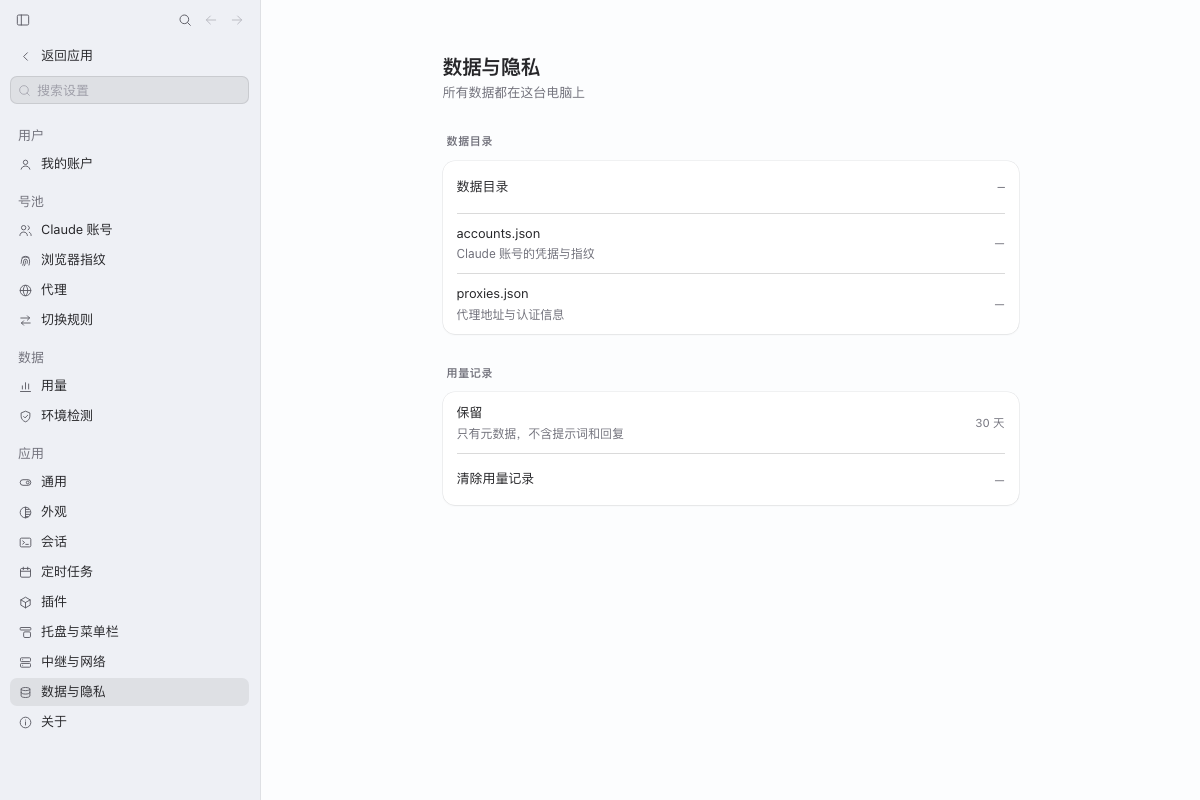 返回应用
搜索设置
用户
我的账户
号池
Claude 账号
浏览器指纹
代理
切换规则
数据
用量
环境检测
应用
通用
外观
会话
定时任务
插件
托盘与菜单栏
中继与网络
数据与隐私
关于
数据与隐私
所有数据都在这台电脑上
数据目录
数据目录 —
accounts.json
Claude 账号的凭据与指纹 —
proxies.json
代理地址与认证信息 —
用量记录
保留
只有元数据，不含提示词和回复
30 天
清除用量记录 —